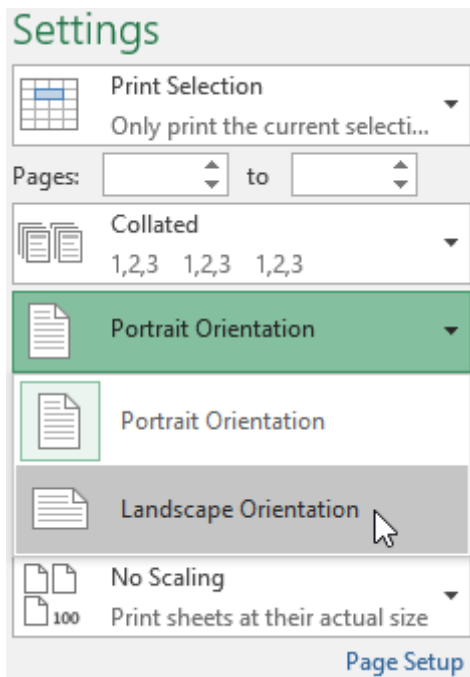 Settings
Print Selection
Only print the current selecti...
Pages: to
Collated
1,2,3 1,2,3 1,2,3
Portrait Orientation
Portrait Orientation
Landscape Orientation
No Scaling
100 Print sheets at their actual size
Page Setup